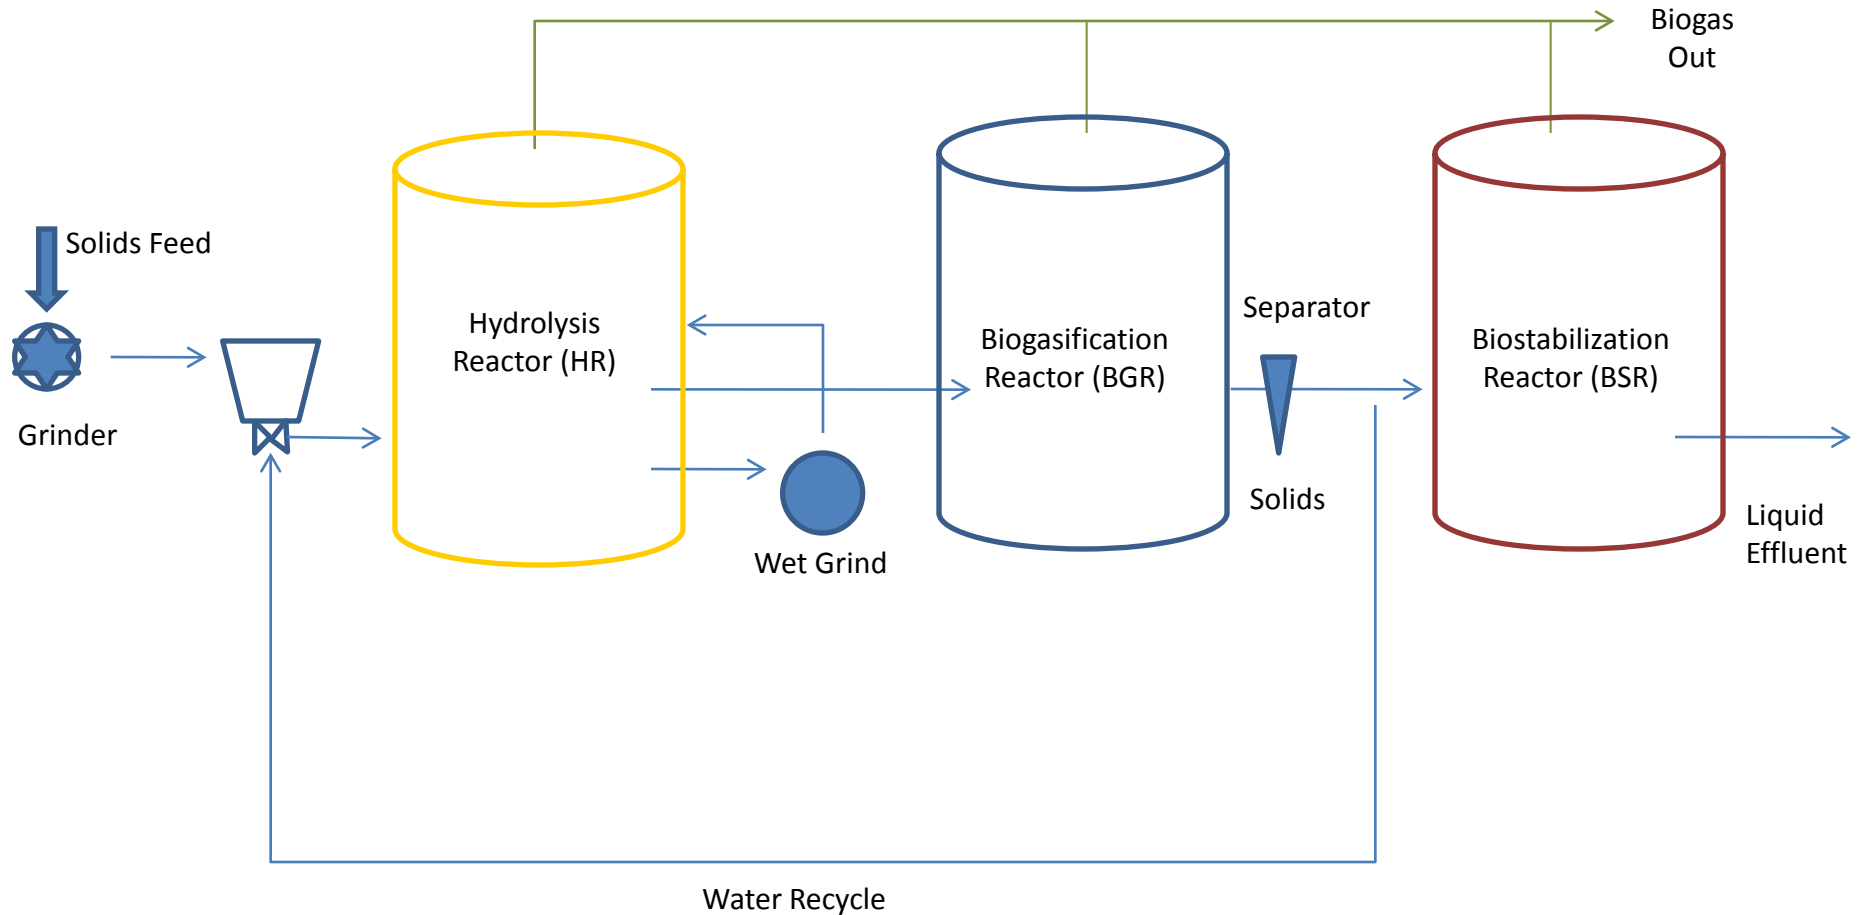 Biogas
Out
Solids Feed
Grinder
Hydrolysis
Reactor (HR)
Wet Grind
Biogasification
Reactor (BGR)
Separator
Solids
Biostabilization
Reactor (BSR)
Liquid
Effluent
Water Recycle